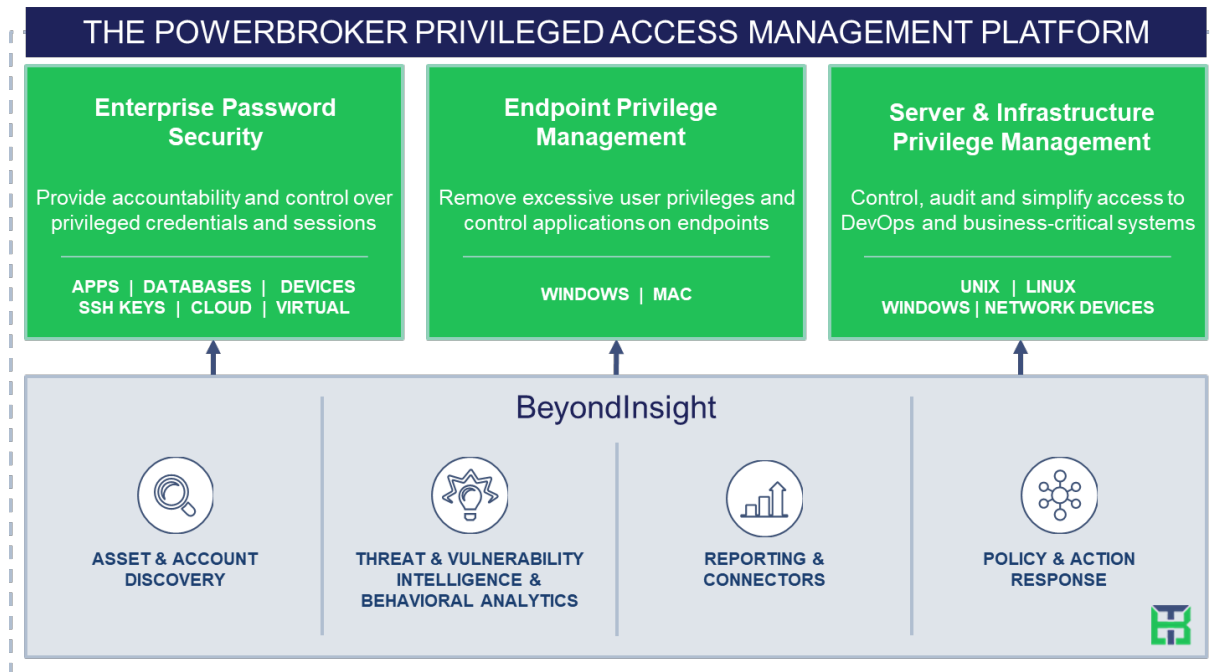 THE POWERBROKER PRIVILEGED ACCESS MANAGEMENT PLATFORM
Enterprise Password
Security
Provide accountability and control over
privileged credentials and sessions
APPS | DATABASES | DEVICES
SSH KEYS | CLOUD | VIRTUAL
Endpoint Privilege
Management
Remove excessive user privileges and
control applications on endpoints
WINDOWS | MAC
Server & Infrastructure
Privilege Management
Control, audit and simplify access to
DevOps and business-critical systems
UNIX | LINUX
WINDOWS | NETWORK DEVICES
BeyondInsight
ASSET & ACCOUNT
DISCOVERY
THREAT & VULNERABILITY
INTELLIGENCE &
BEHAVIORAL ANALYTICS
REPORTING &
CONNECTORS
POLICY & ACTION
RESPONSE